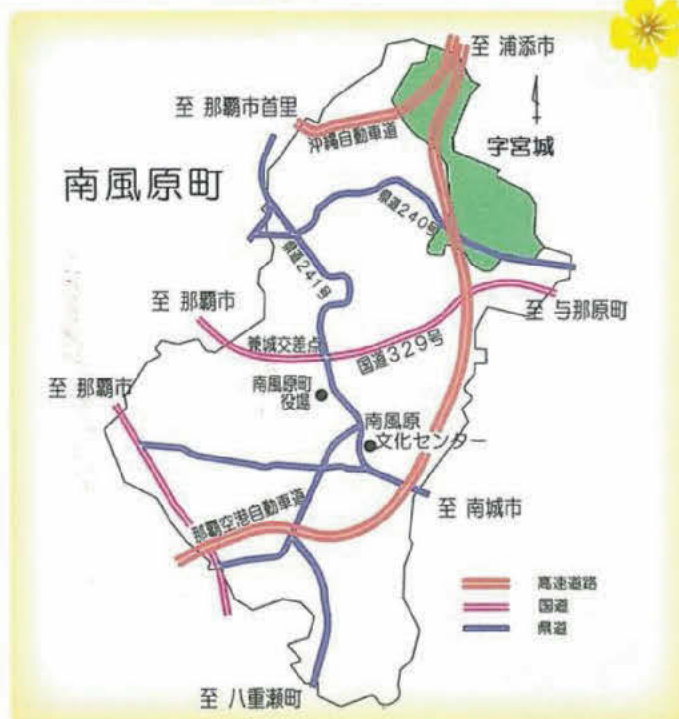 至 浦添市
至 那覇市首里
沖縄自動車道
字宮城
南風原町
県道240号
県道241号
至 那覇市
至 与那原町
兼城交差点
国道329号
至 那覇市
南風原町
役場
南風原
文化センター
那覇空港自動車道
至 南城市
高速道路
国道
県道
至 八重瀬町